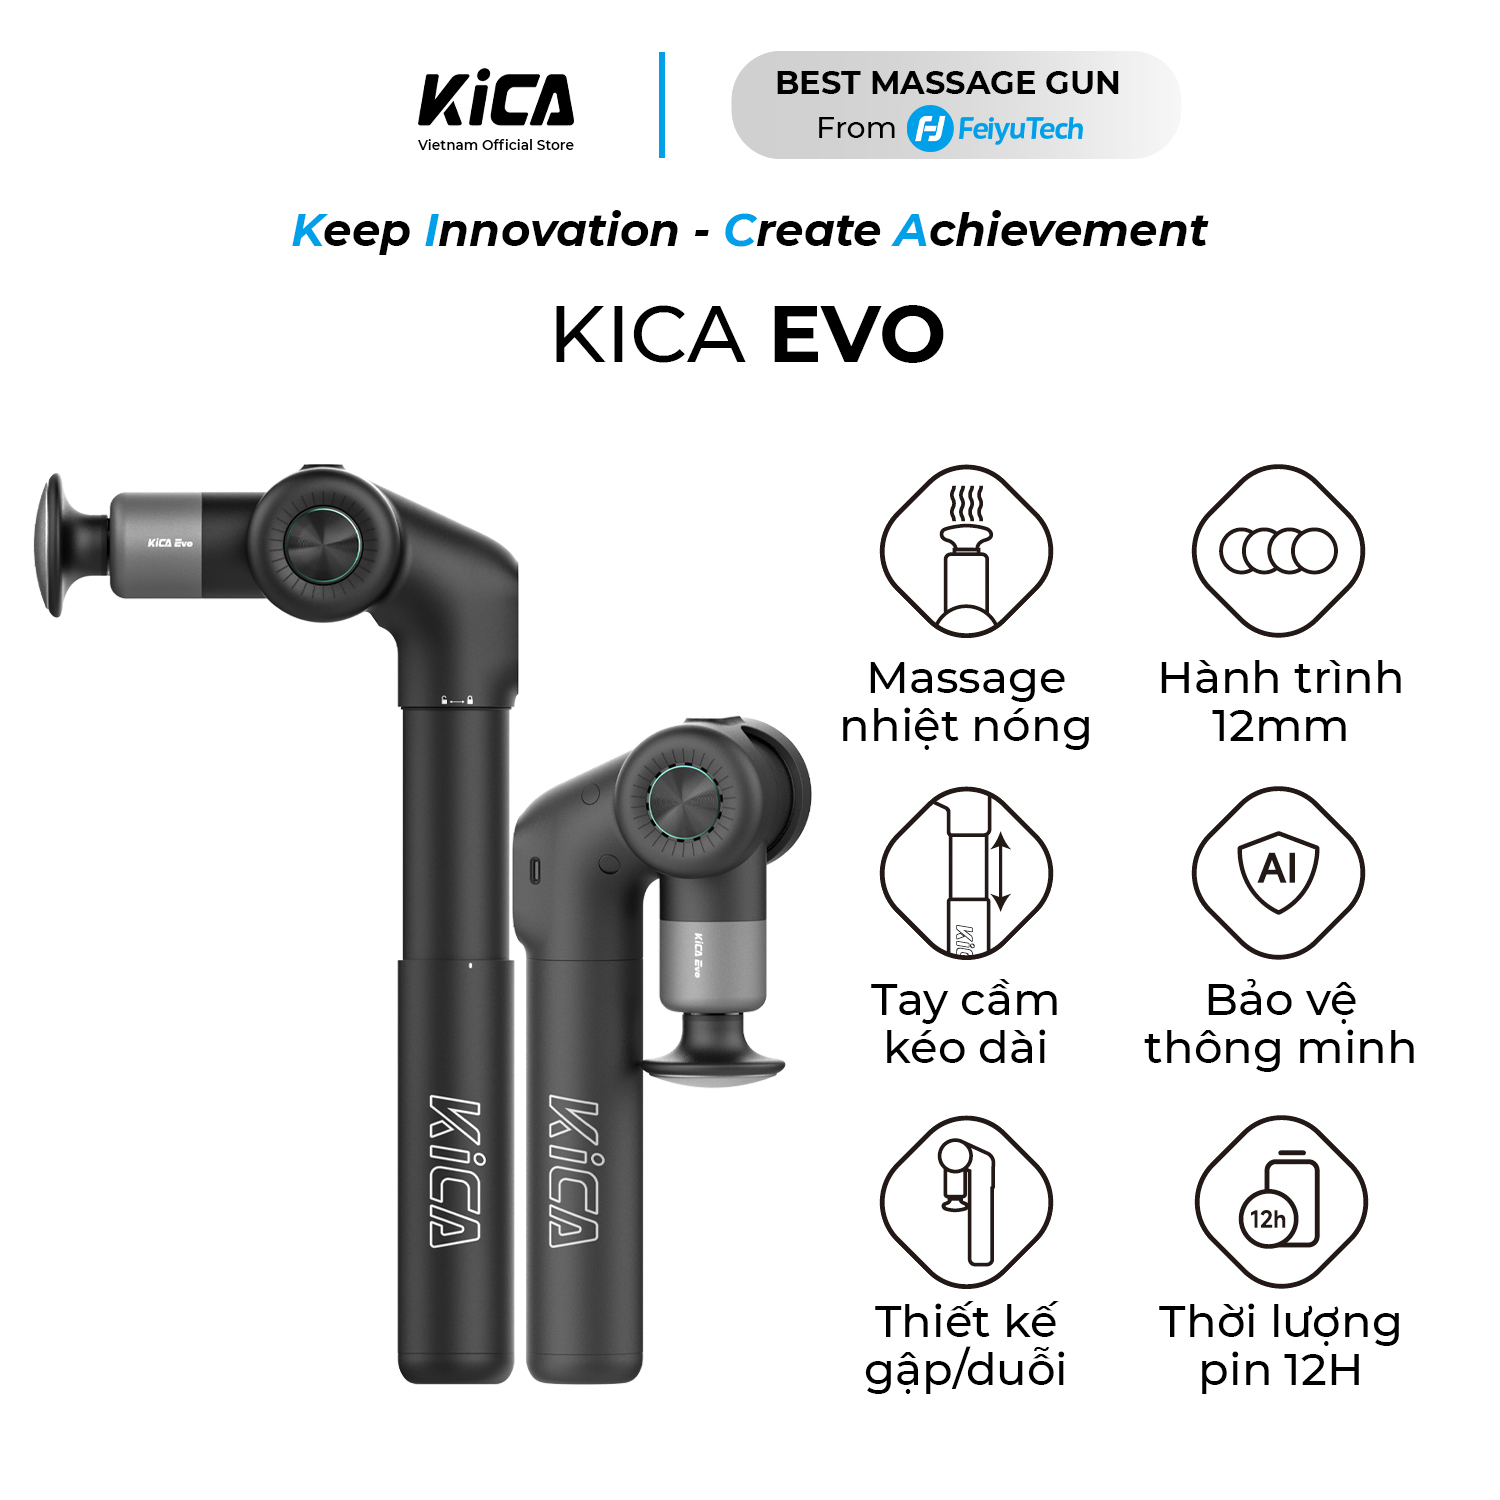 KiCA
Vietnam Official Store
BEST MASSAGE GUN
From FeiyuTech
Keep Innovation - Create Achievement
KICA EVO
KiCA Evo
KiCA
KiCA Evo
KiCA
Massage
nhiệt nóng
Hành trình
12mm
Kic
Tay cầm
kéo dài
AI
Bảo vệ
thông minh
Thiết kế
gập/duỗi
12h
Thời lượng
pin 12H